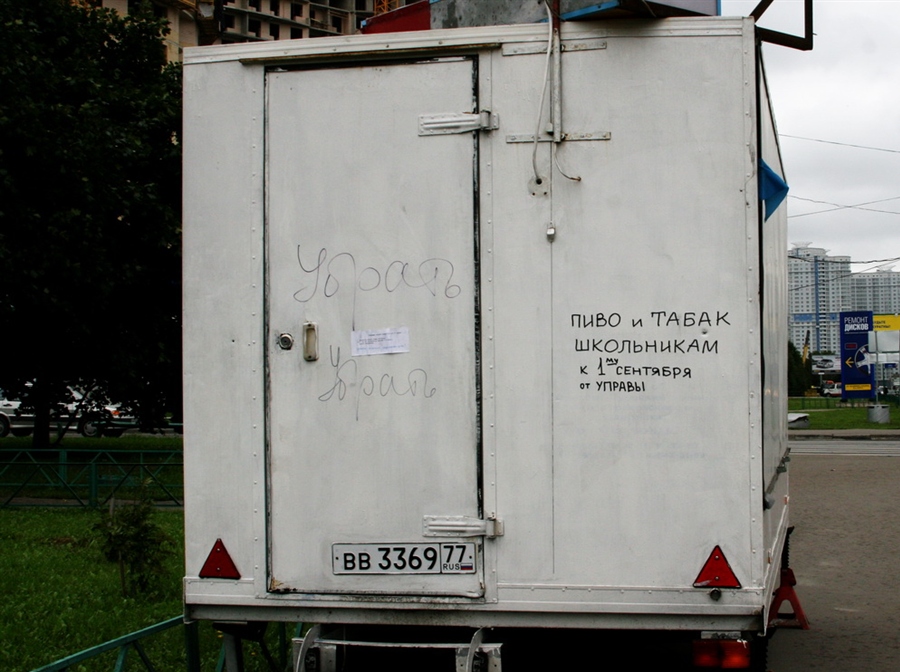 Убрать
Убрать
ПИВО и ТАБАК
ШКОЛЬНИКАМ
К 1му СЕНТЯБРЯ
от УПРАВЫ
ВВ 3369 77
RUS
РЕМОНТ
ДИСКОВ